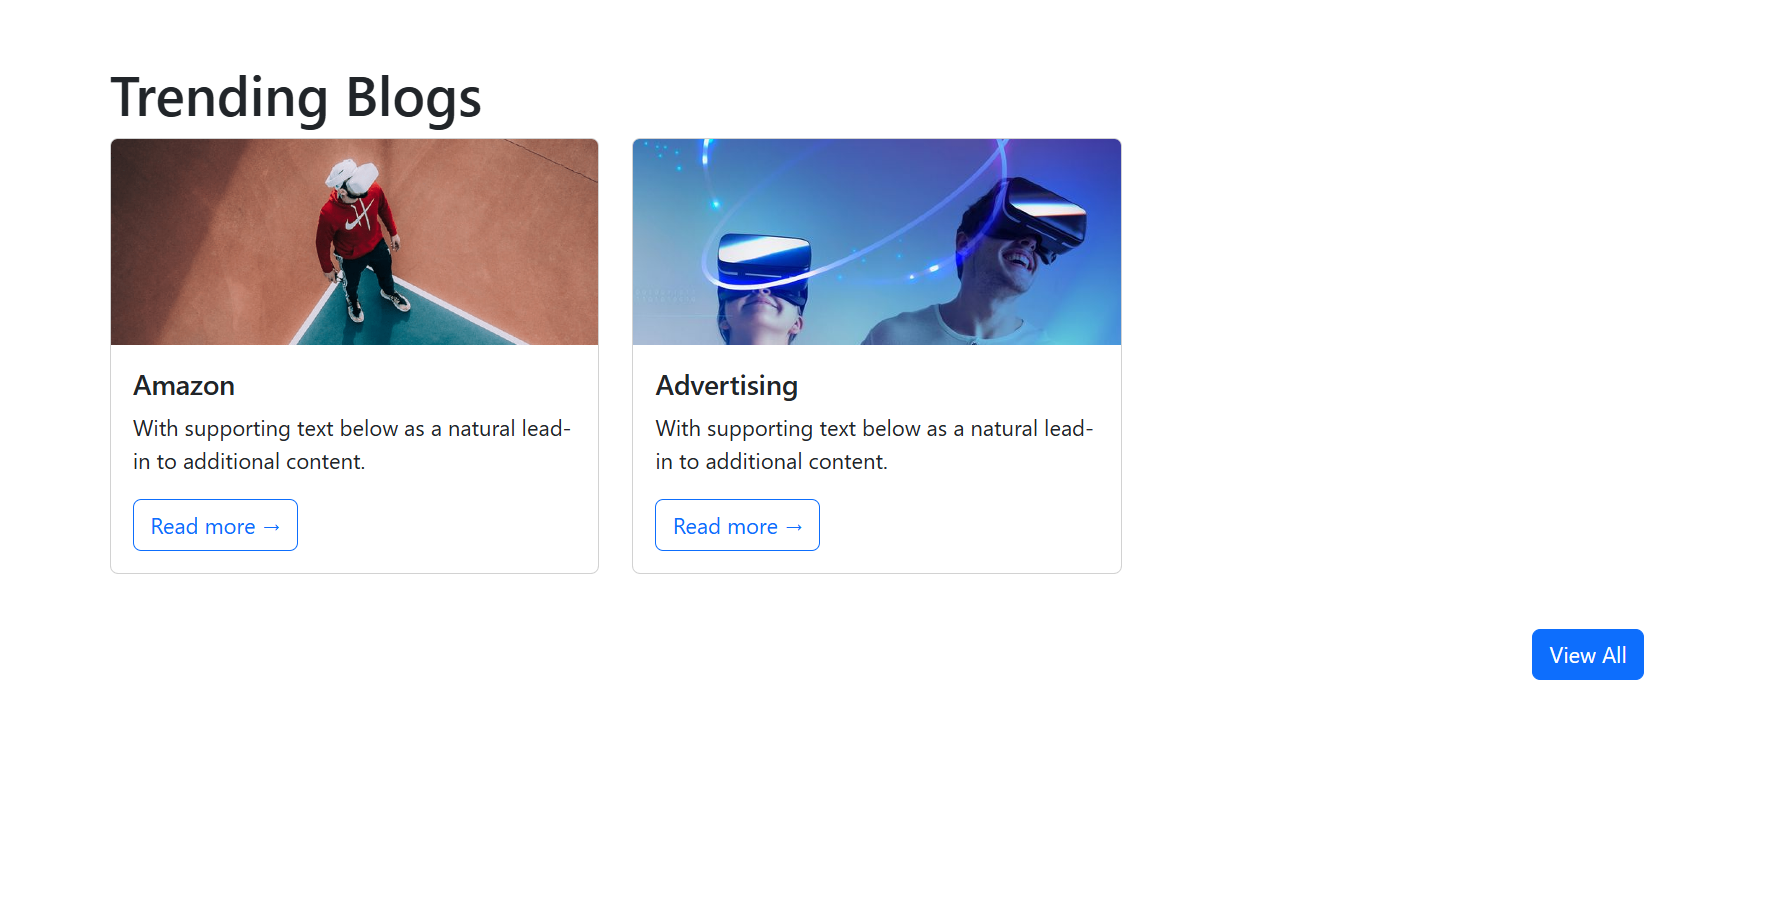 Trending Blogs
Amazon
With supporting text below as a natural lead-
in to additional content.
Read more →
Advertising
With supporting text below as a natural lead-
in to additional content.
Read more →
View All